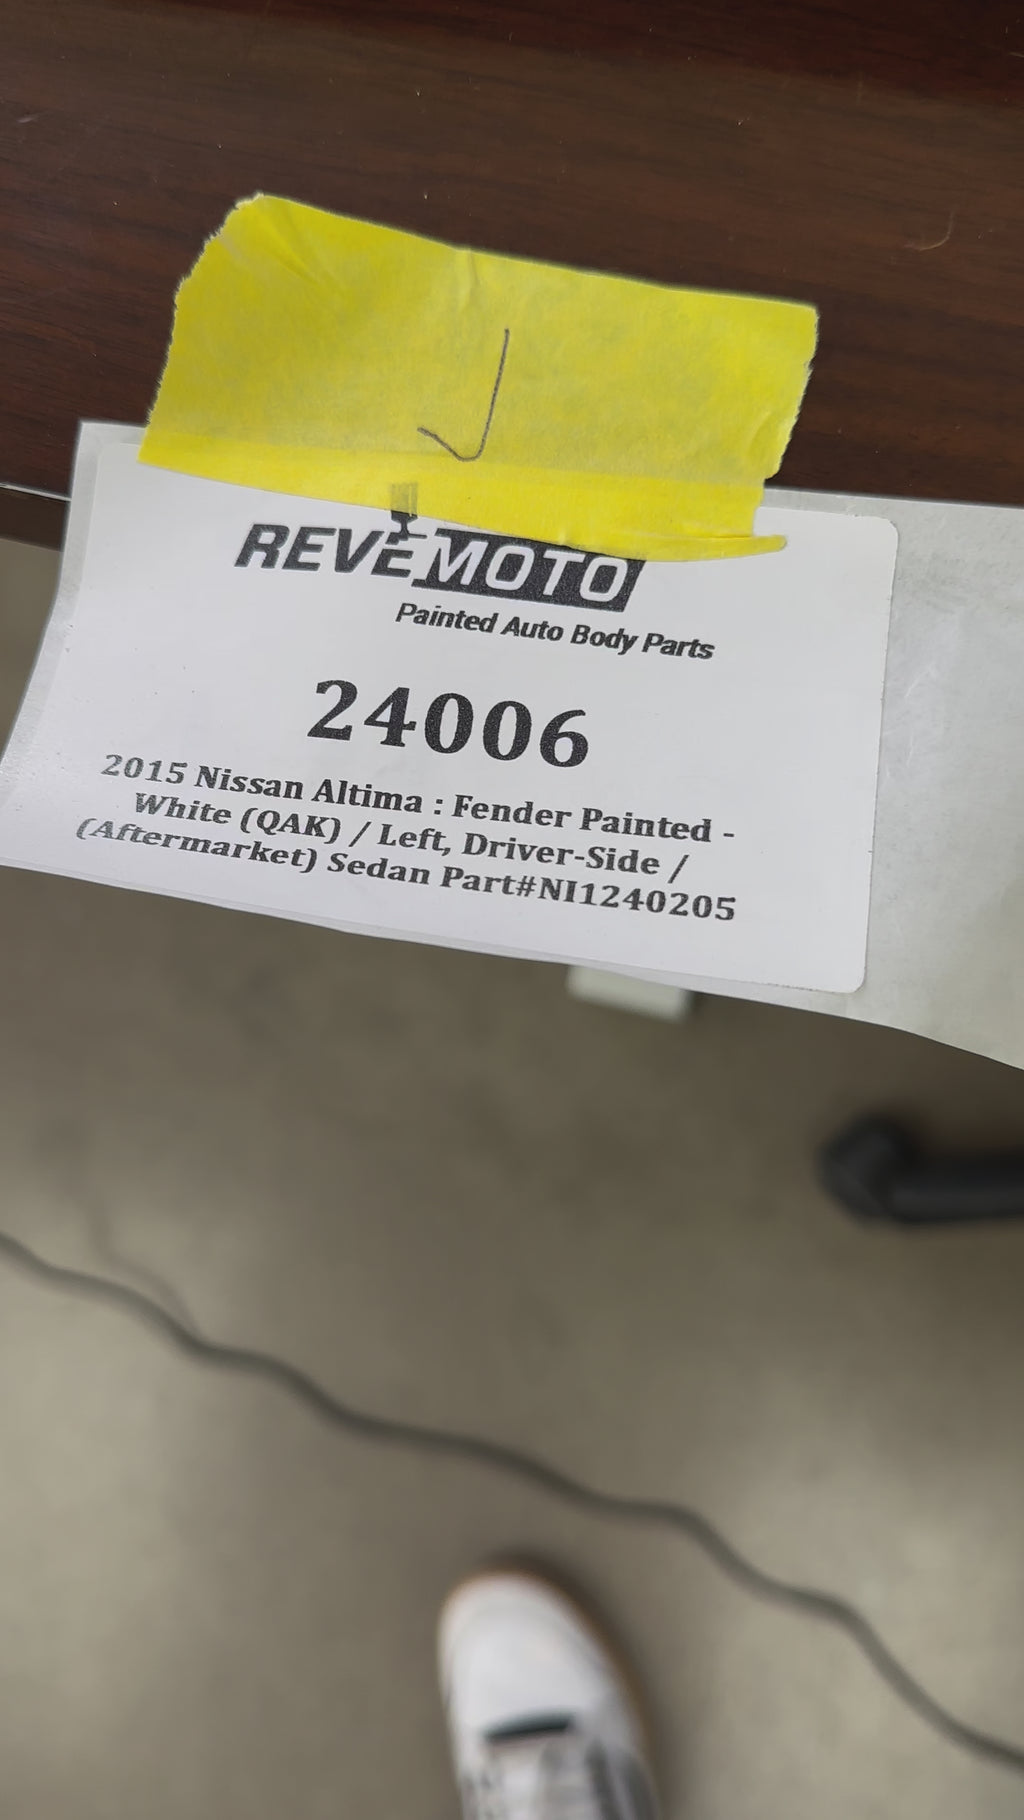 J
REVEMOTO
Painted Auto Body Parts
24006
2015 Nissan Altima : Fender Painted -
White (QAK) / Left, Driver-Side /
(Aftermarket) Sedan Part#NI1240205